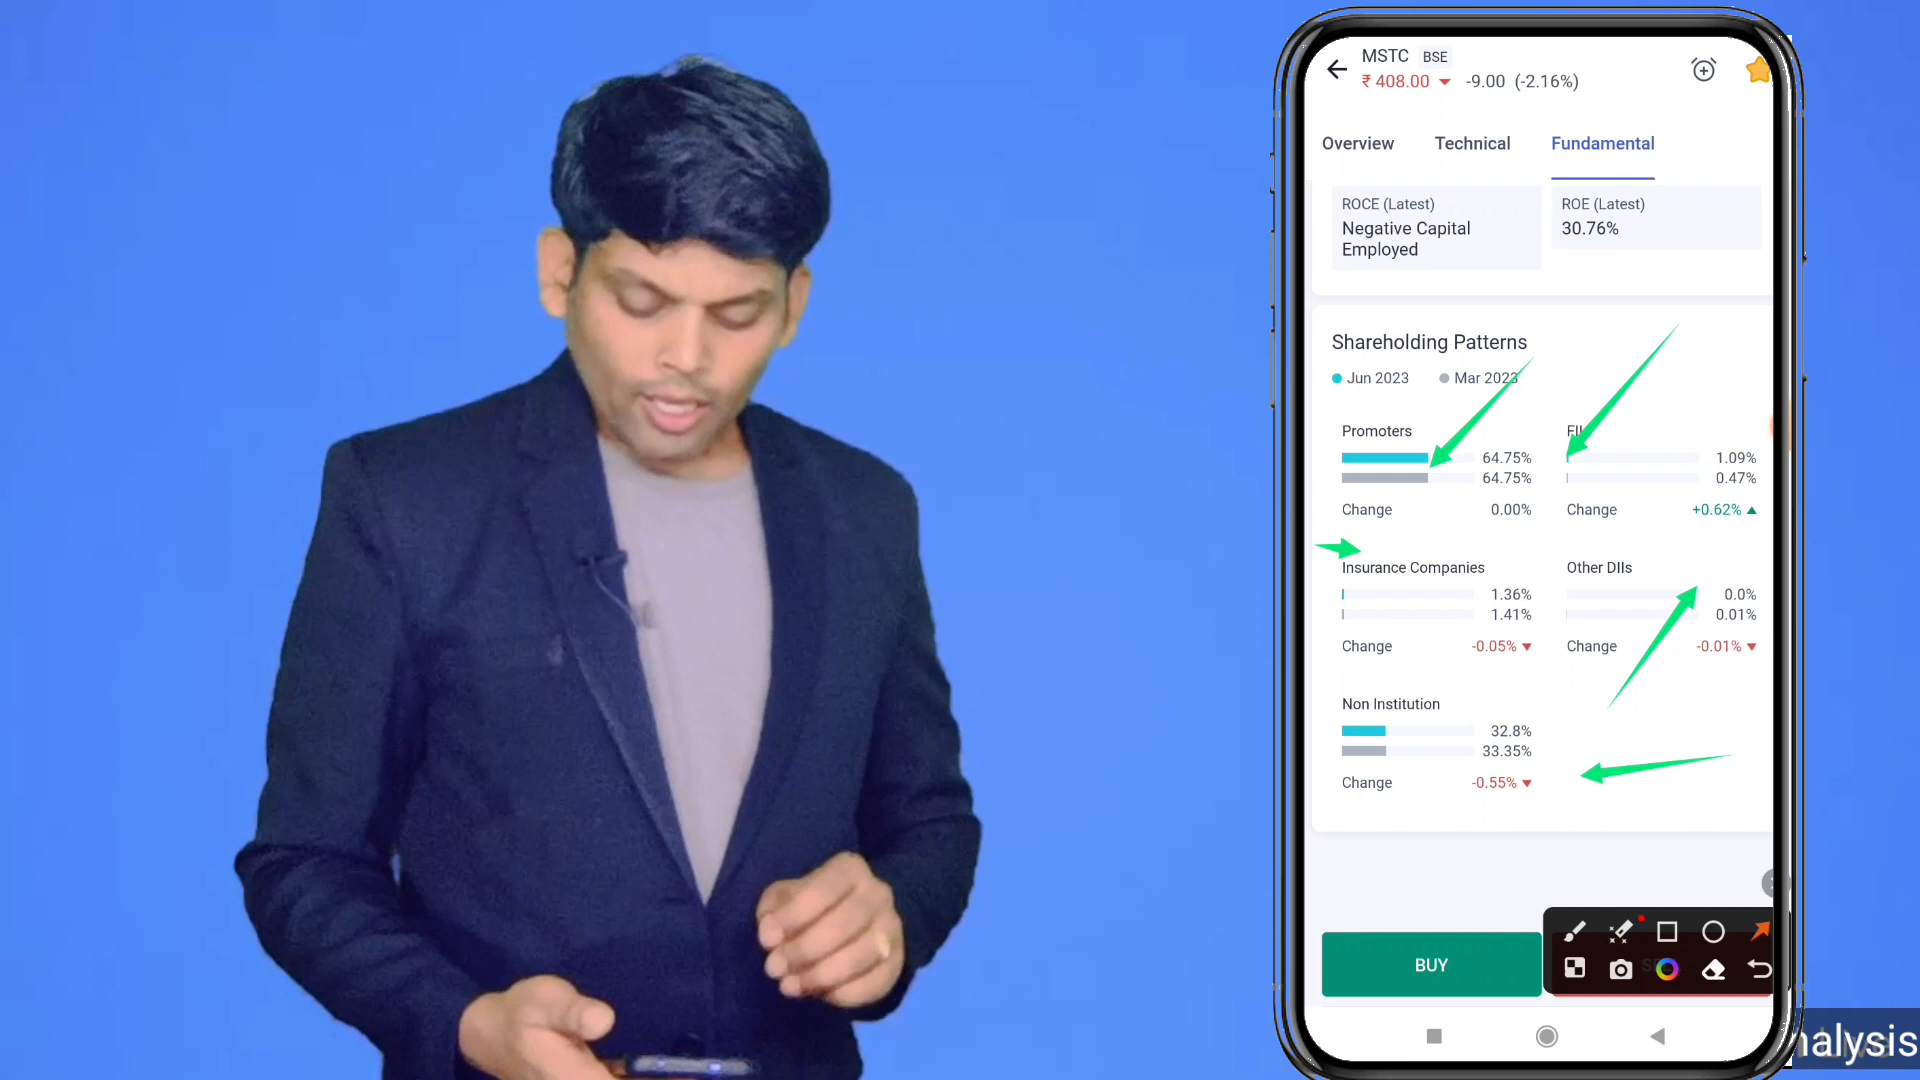 MSTC BSE
₹ 408.00 ▼ -9.00 (-2.16%)
Overview Technical Fundamental
ROCE (Latest) ROE (Latest)
Negative Capital 30.76%
Employed
Shareholding Patterns
Jun 2023 Mar 2023
Promoters FII
64.75% 1.09%
64.75% 0.47%
Change 0.00% Change +0.62% ▲
Insurance Companies Other DIIs
1.36% 0.0%
1.41% 0.01%
Change -0.05% ▼ Change -0.01% ▼
Non Institution
32.8%
33.35%
Change -0.55% ▼
BUY
nalysis